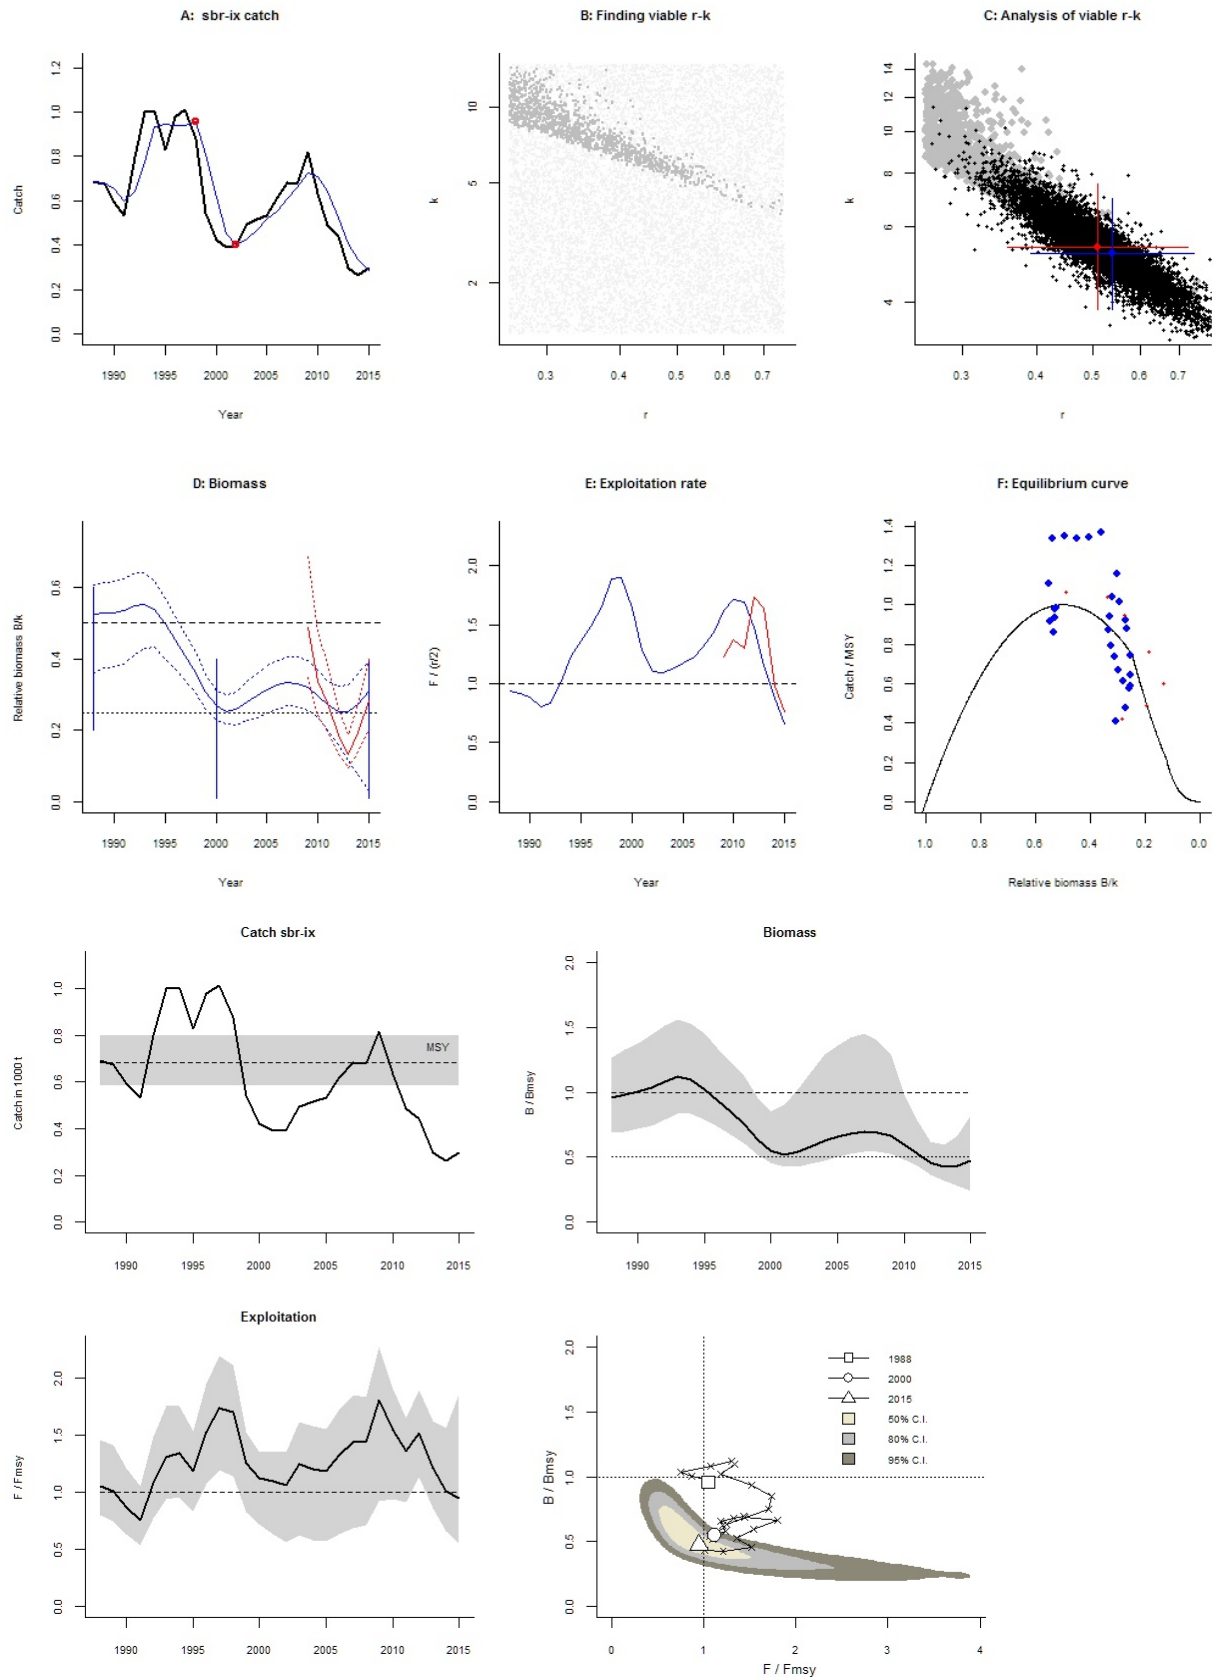 A: sbr-ix catch
B: Finding viable r-k
C: Analysis of viable r-k
Catch
0.0 0.2 0.4 0.6 0.8 1.0 1.2
1990 1995 2000 2005 2010 2015
Year
k
2 5 10
0.3 0.4 0.5 0.6 0.7
r
k
4 6 8 10 12 14
0.3 0.4 0.5 0.6 0.7
r
D: Biomass
E: Exploitation rate
F: Equilibrium curve
Relative biomass B/k
0.0 0.2 0.4 0.6
1990 1995 2000 2005 2010 2015
Year
F / (r/2)
0.0 0.5 1.0 1.5 2.0
1990 1995 2000 2005 2010 2015
Year
Catch / MSY
0.0 0.2 0.4 0.6 0.8 1.0 1.2 1.4
1.0 0.8 0.6 0.4 0.2 0.0
Relative biomass B/k
Catch sbr-ix
Biomass
Catch in 1000 t
0.0 0.2 0.4 0.6 0.8 1.0
MSY
1990 1995 2000 2005 2010 2015
B / Bmsy
0.0 0.5 1.0 1.5 2.0
1990 1995 2000 2005 2010 2015
Exploitation
F / Fmsy
0.0 0.5 1.0 1.5 2.0
1990 1995 2000 2005 2010 2015
B / Bmsy
0.0 0.5 1.0 1.5 2.0
1988
2000
2015
50% C.I.
80% C.I.
95% C.I.
0 1 2 3 4
F / Fmsy